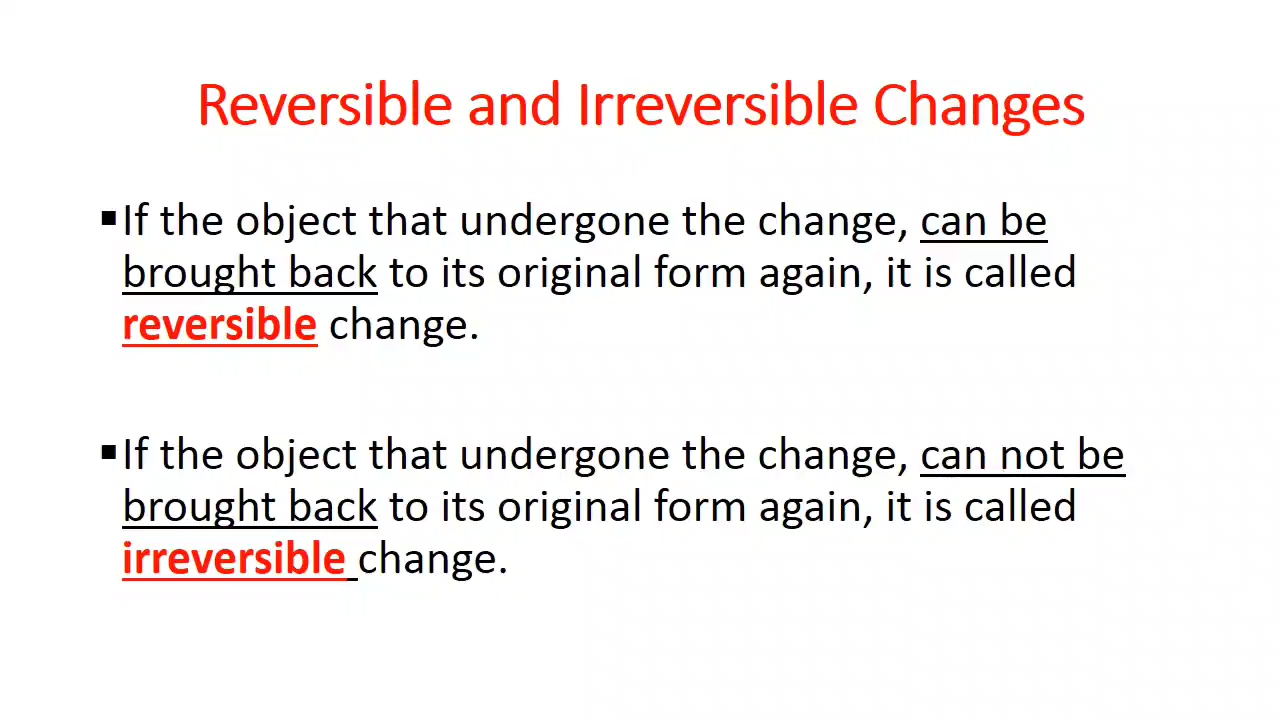 Reversible and Irreversible Changes
▪If the object that undergone the change, can be
brought back to its original form again, it is called
reversible change.
▪If the object that undergone the change, can not be
brought back to its original form again, it is called
irreversible change.